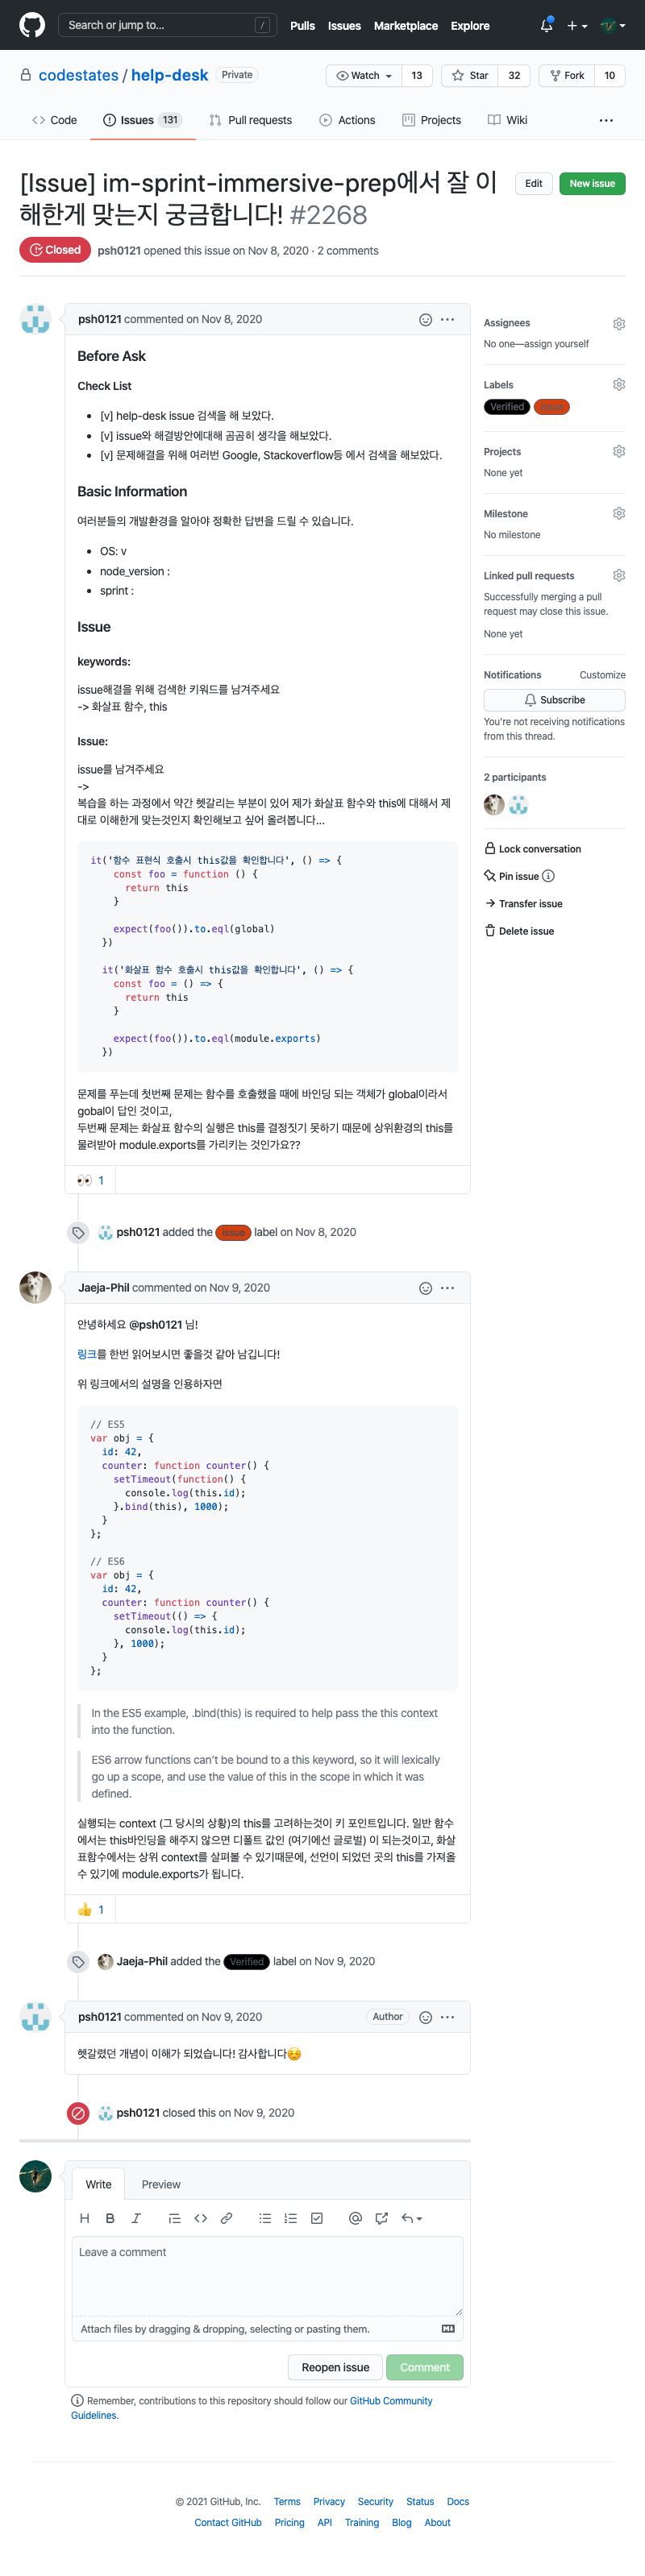 Search or jump to...
/
Pulls Issues Marketplace Explore
codestates / help-desk Private
Watch 13 Star 32 Fork 10
Code Issues 131 Pull requests Actions Projects Wiki
[Issue] im-sprint-immersive-prep에서 잘 이
해한게 맞는지 궁금합니다! #2268
Edit New issue
Closed psh0121 opened this issue on Nov 8, 2020 · 2 comments
psh0121 commented on Nov 8, 2020
Before Ask
Check List
[v] help-desk issue 검색을 해 보았다.
[v] issue와 해결방안에대해 곰곰히 생각을 해보았다.
[v] 문제해결을 위해 여러번 Google, Stackoverflow등 에서 검색을 해보았다.
Basic Information
여러분들의 개발환경을 알아야 정확한 답변을 드릴 수 있습니다.
OS: v
node_version :
sprint :
Issue
keywords:
issue해결을 위해 검색한 키워드를 남겨주세요
-> 화살표 함수, this
Issue:
issue를 남겨주세요
->
복습을 하는 과정에서 약간 헷갈리는 부분이 있어 제가 화살표 함수와 this에 대해서 제
대로 이해한게 맞는것인지 확인해보고 싶어 올려봅니다...
it('함수 표현식 호출시 this값을 확인합니다', () => {
const foo = function () {
return this
}
expect(foo()).to.eql(global)
})
it('화살표 함수 호출시 this값을 확인합니다', () => {
const foo = () => {
return this
}
expect(foo()).to.eql(module.exports)
})
문제를 푸는데 첫번째 문제는 함수를 호출했을 때에 바인딩 되는 객체가 global이라서
gobal이 답인 것이고,
두번째 문제는 화살표 함수의 실행은 this를 결정짓기 못하기 때문에 상위환경의 this를
물려받아 module.exports를 가리키는 것인가요??
👀 1
psh0121 added the issue label on Nov 8, 2020
Jaeja-Phil commented on Nov 9, 2020
안녕하세요 @psh0121 님!
링크를 한번 읽어보시면 좋을것 같아 남깁니다!
위 링크에서의 설명을 인용하자면
// ES5
var obj = {
id: 42,
counter: function counter() {
setTimeout(function() {
console.log(this.id);
}.bind(this), 1000);
}
};
// ES6
var obj = {
id: 42,
counter: function counter() {
setTimeout(() => {
console.log(this.id);
}, 1000);
}
};
In the ES5 example, .bind(this) is required to help pass the this context
into the function.
ES6 arrow functions can't be bound to a this keyword, so it will lexically
go up a scope, and use the value of this in the scope in which it was
defined.
실행되는 context (그 당시의 상황)의 this를 고려하는것이 키 포인트입니다. 일반 함수
에서는 this바인딩을 해주지 않으면 디폴트 값인 (여기에선 글로벌) 이 되는것이고, 화살
표함수에서는 상위 context를 살펴볼 수 있기때문에, 선언이 되었던 곳의 this를 가져올
수 있기에 module.exports가 됩니다.
👍 1
Jaeja-Phil added the Verified label on Nov 9, 2020
psh0121 commented on Nov 9, 2020 Author
헷갈렸던 개념이 이해가 되었습니다! 감사합니다
psh0121 closed this on Nov 9, 2020
Write Preview
Leave a comment
Attach files by dragging & dropping, selecting or pasting them.
Reopen issue Comment
Remember, contributions to this repository should follow our GitHub Community
Guidelines.
Assignees
No one—assign yourself
Labels
Verified issue
Projects
None yet
Milestone
No milestone
Linked pull requests
Successfully merging a pull
request may close this issue.
None yet
Notifications Customize
Subscribe
You're not receiving notifications
from this thread.
2 participants
Lock conversation
Pin issue
Transfer issue
Delete issue
© 2021 GitHub, Inc. Terms Privacy Security Status Docs
Contact GitHub Pricing API Training Blog About